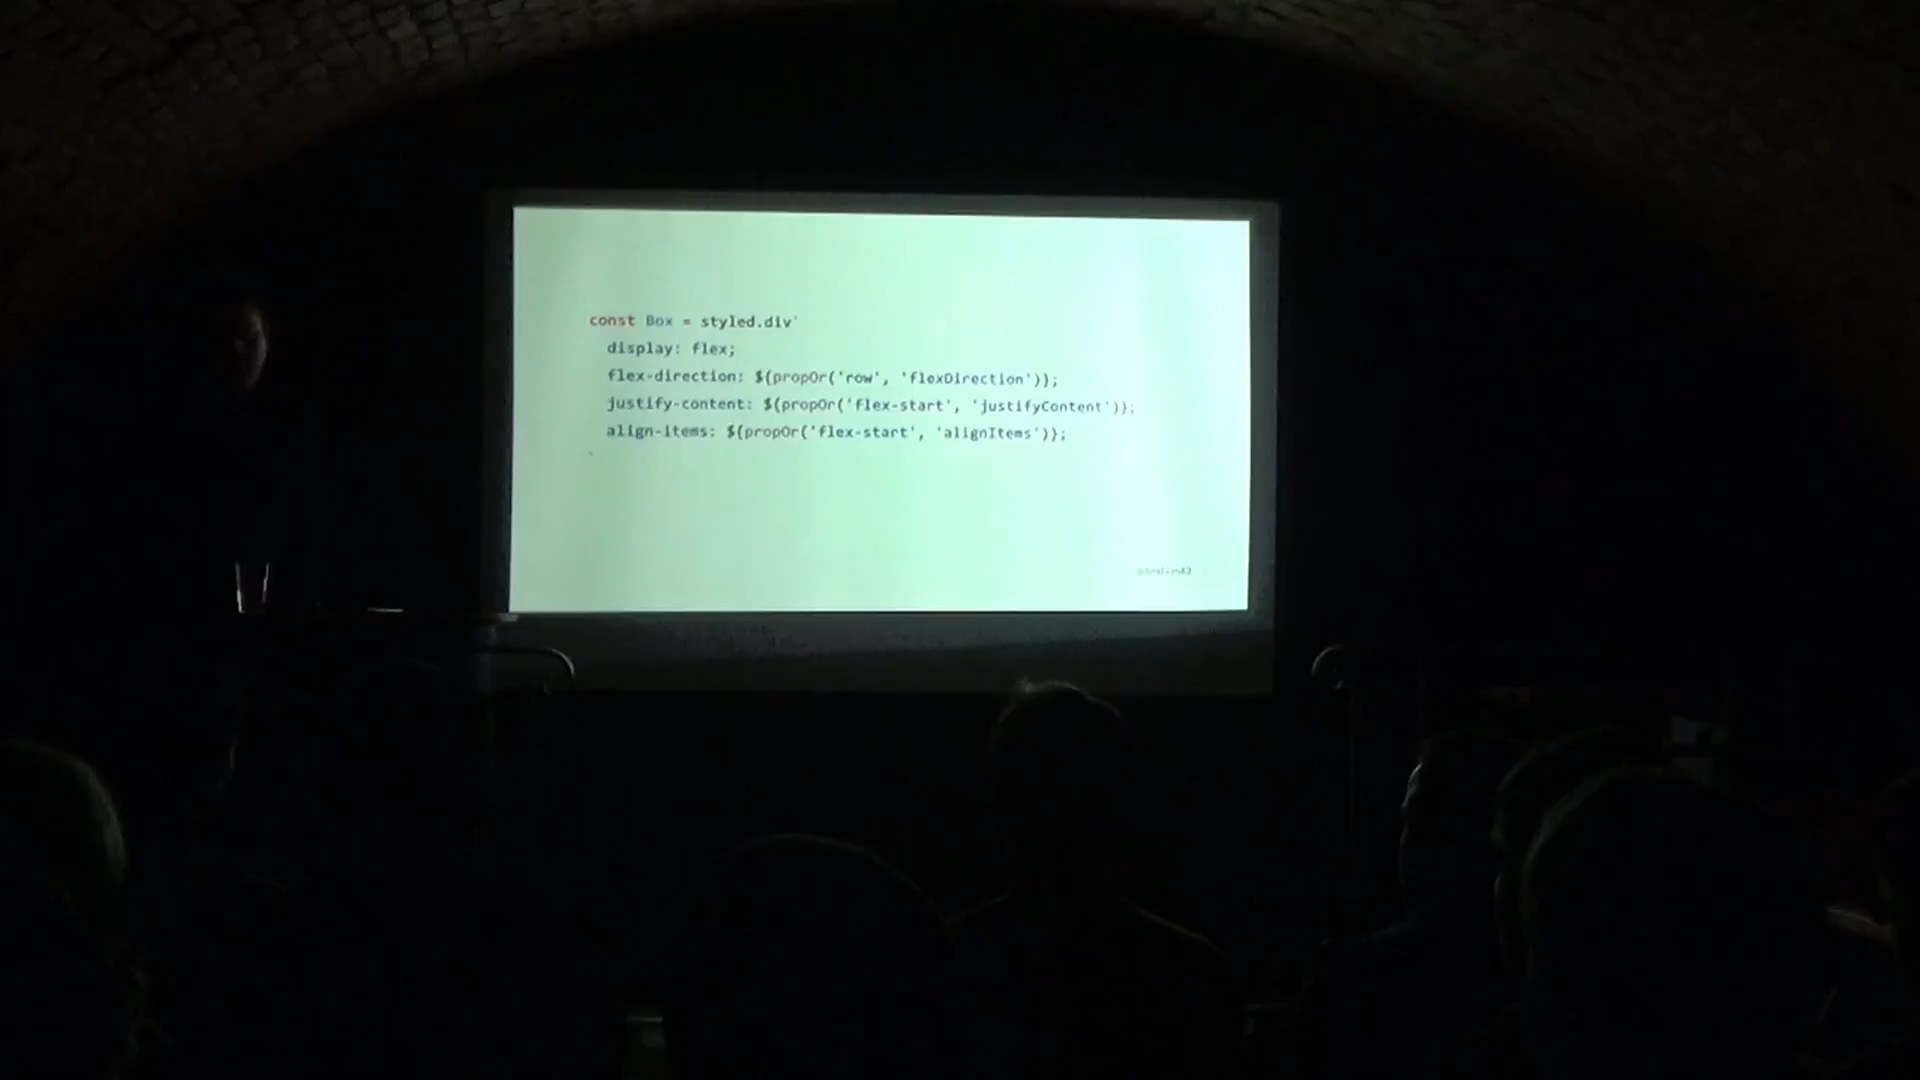 const Box = styled.div`
display: flex;
flex-direction: ${propOr('row', 'flexDirection')};
justify-content: ${propOr('flex-start', 'justifyContent')};
align-items: ${propOr('flex-start', 'alignItems')};
`